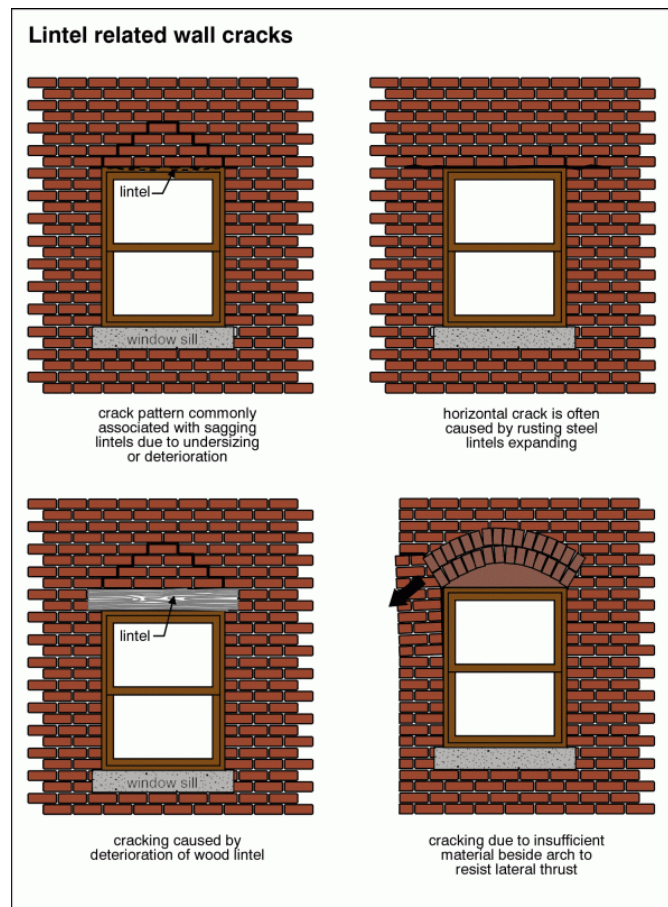 Lintel related wall cracks
lintel
window sill
crack pattern commonly
associated with sagging
lintels due to undersizing
or deterioration
horizontal crack is often
caused by rusting steel
lintels expanding
lintel
window sill
cracking caused by
deterioration of wood lintel
cracking due to insufficient
material beside arch to
resist lateral thrust